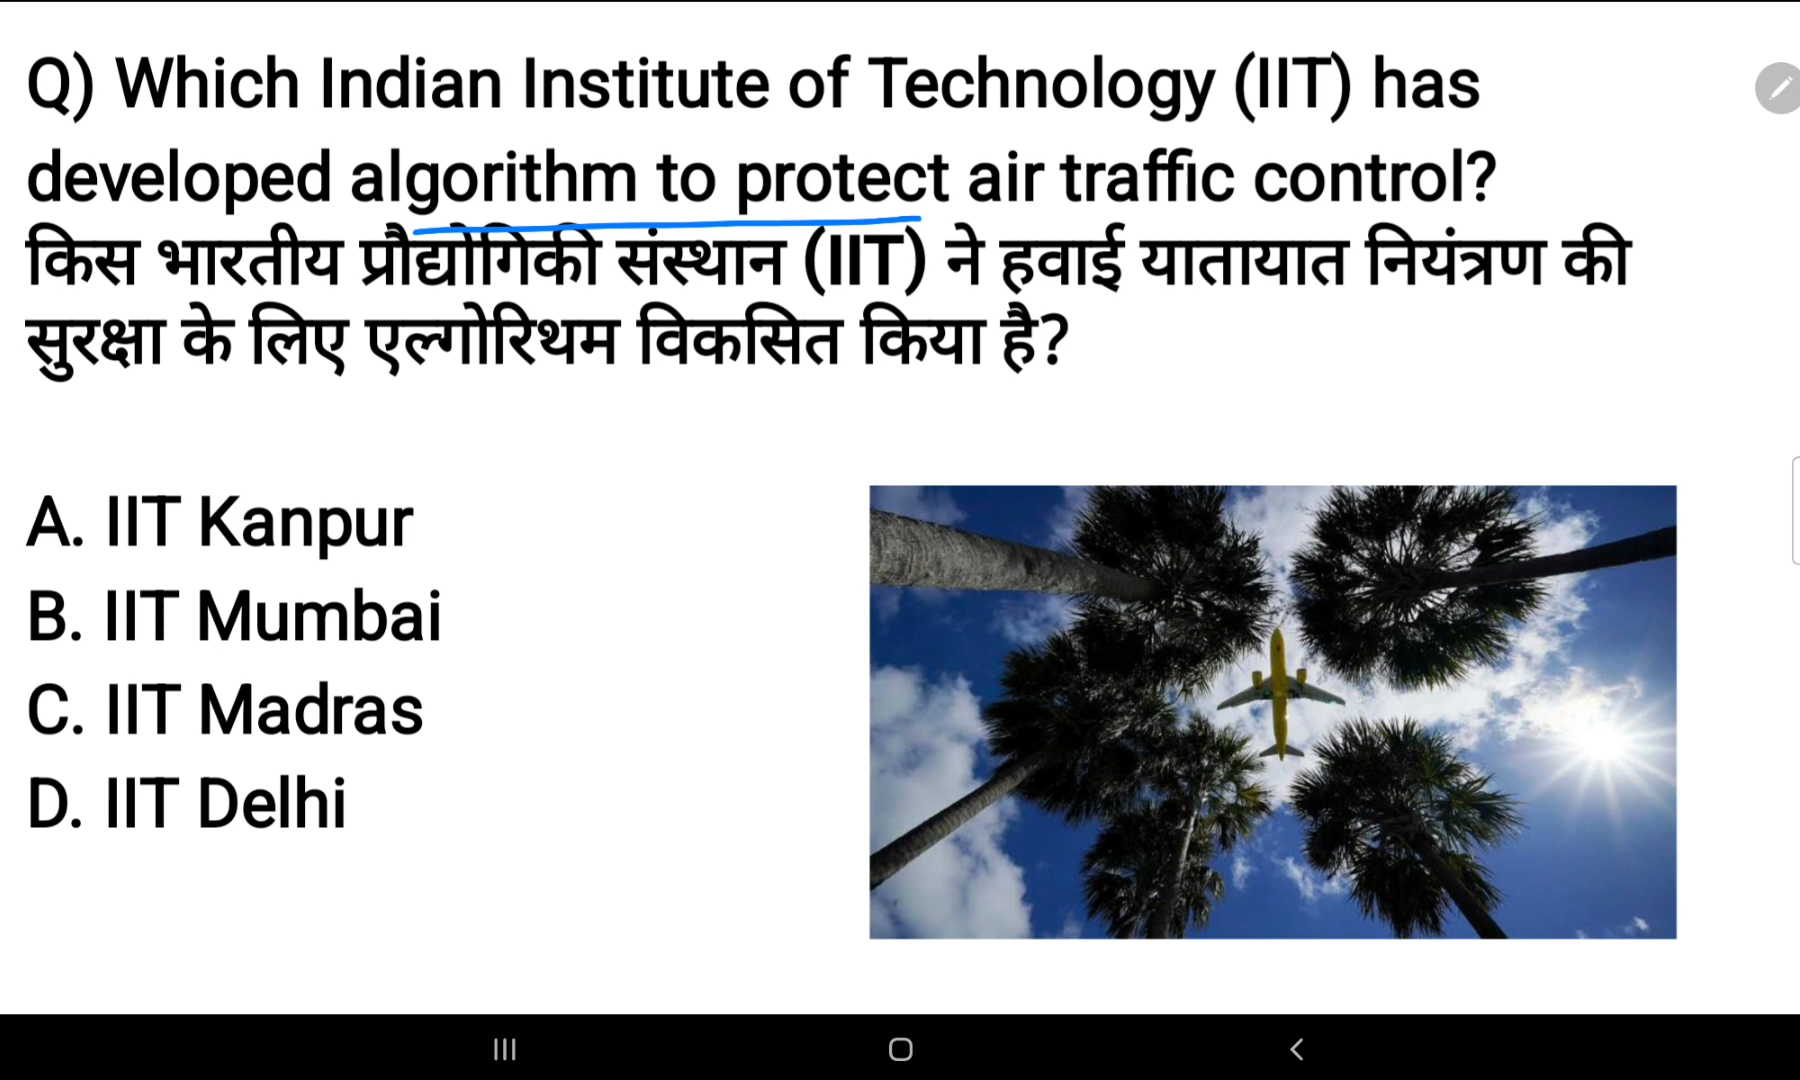 Q) Which Indian Institute of Technology (IIT) has
developed algorithm to protect air traffic control?
किस भारतीय प्रौद्योगिकी संस्थान (IIT) ने हवाई यातायात नियंत्रण की
सुरक्षा के लिए एल्गोरिथम विकसित किया है?
A. IIT Kanpur
B. IIT Mumbai
C. IIT Madras
D. IIT Delhi